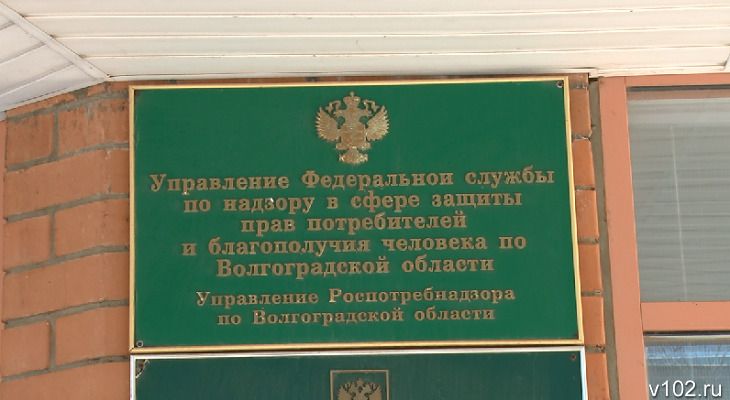 Управление Федеральнои службы
по надзору в сфере защиты
прав потребителей
и благополучия человека по
Волгоградской области
Управление Роспотребнадзора
по Волгоградской области
v102.ru